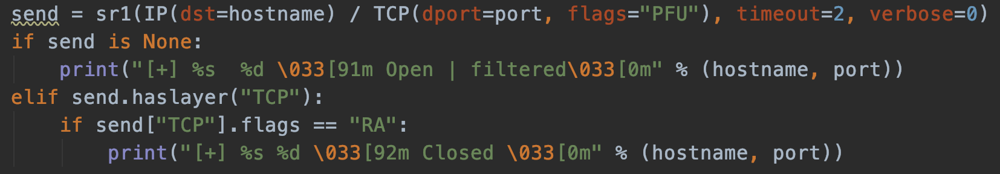 send = sr1(IP(dst=hostname) / TCP(dport=port, flags="PFU"), timeout=2, verbose=0)
if send is None:
    print("[+] %s  %d \033[91m Open | filtered\033[0m" % (hostname, port))
elif send.haslayer("TCP"):
    if send["TCP"].flags == "RA":
        print("[+] %s %d \033[92m Closed \033[0m" % (hostname, port))